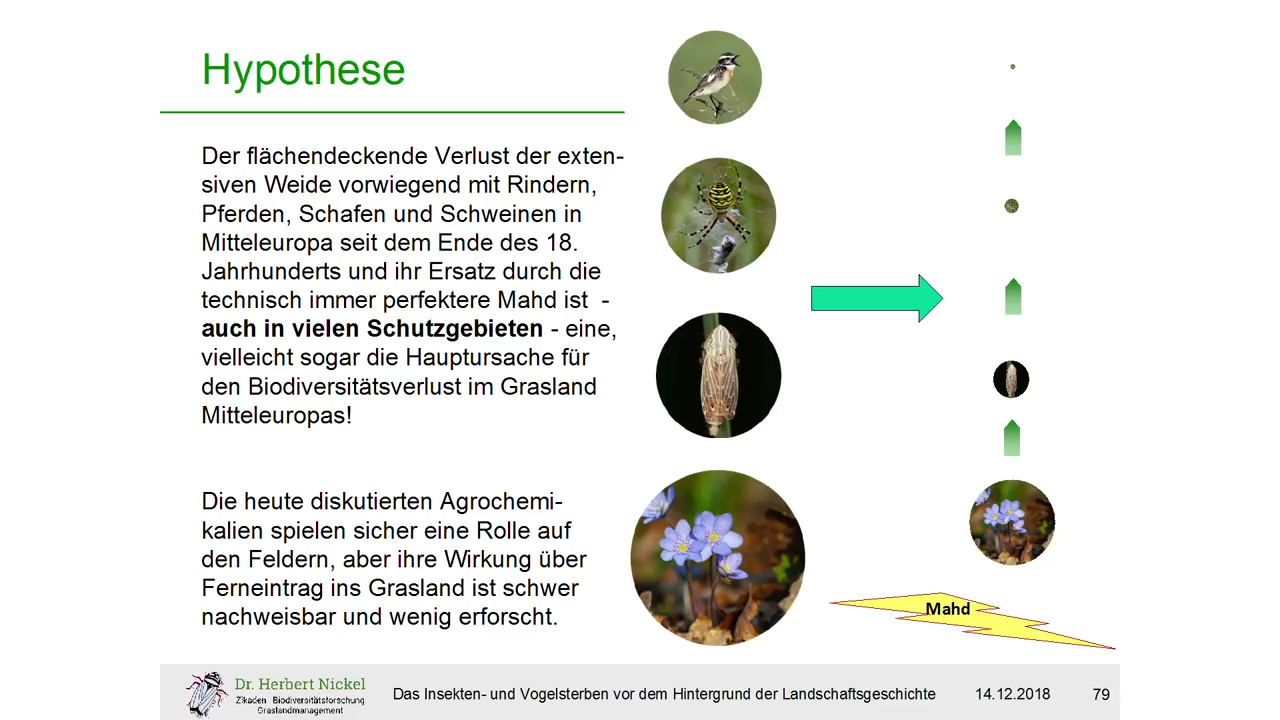 Hypothese
Der flächendeckende Verlust der exten-
siven Weide vorwiegend mit Rindern,
Pferden, Schafen und Schweinen in
Mitteleuropa seit dem Ende des 18.
Jahrhunderts und ihr Ersatz durch die
technisch immer perfektere Mahd ist -
auch in vielen Schutzgebieten - eine,
vielleicht sogar die Hauptursache für
den Biodiversitätsverlust im Grasland
Mitteleuropas!
Die heute diskutierten Agrochemi-
kalien spielen sicher eine Rolle auf
den Feldern, aber ihre Wirkung über
Ferneintrag ins Grasland ist schwer
nachweisbar und wenig erforscht.
Mahd
Dr. Herbert Nickel
Zikaden Biodiversitätsforschung
Graslandmanagement
Das Insekten- und Vogelsterben vor dem Hintergrund der Landschaftsgeschichte
14.12.2018
79